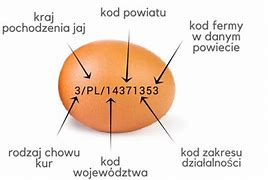 kraj
pochodzenia jaj
kod powiatu
kod fermy
w danym
powiecie
3/PL/14371353
rodzaj chowu
kur
kod
województwa
kod zakresu
działalności